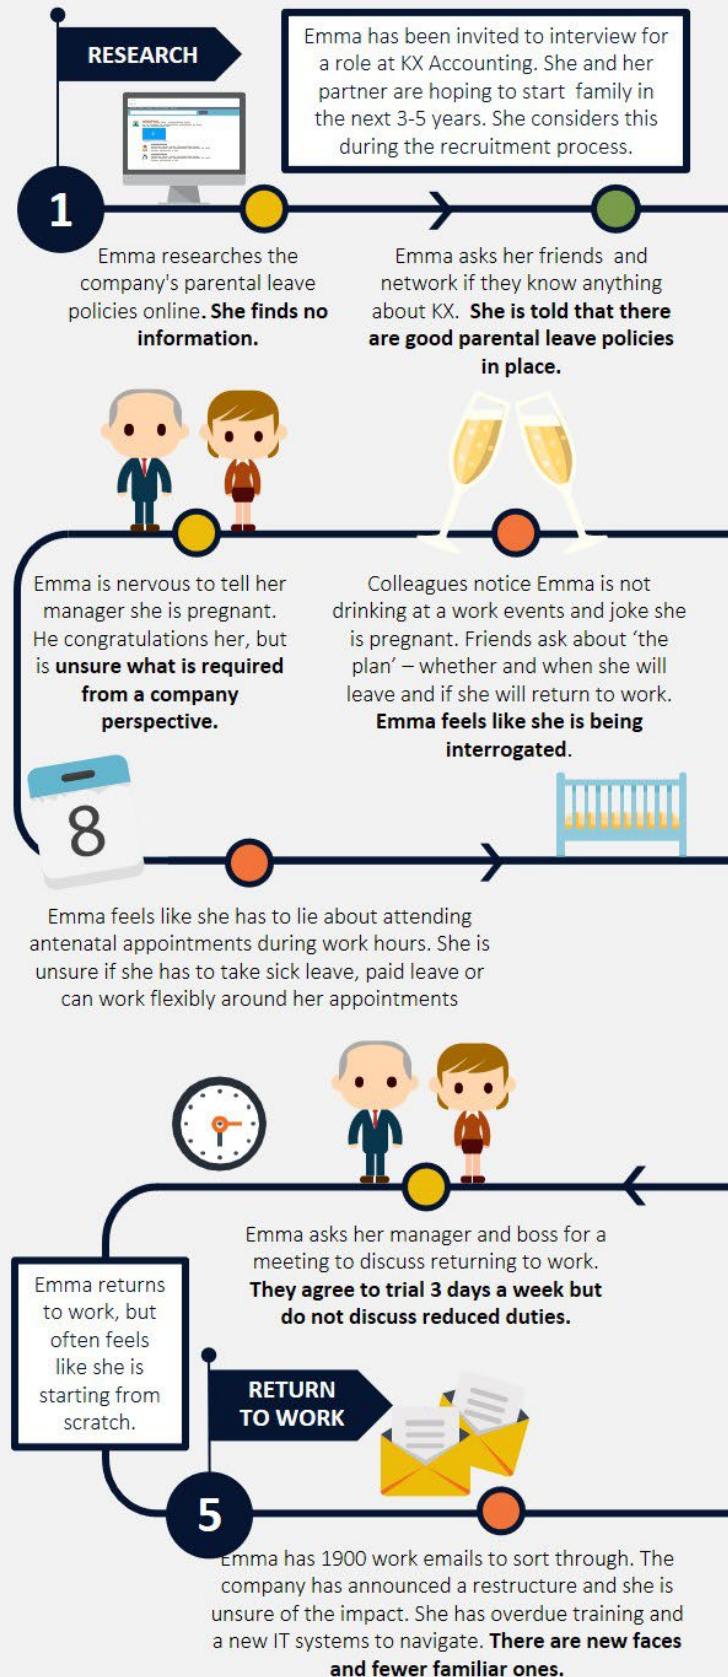 RESEARCH
Emma has been invited to interview for
a role at KX Accounting. She and her
partner are hoping to start family in
the next 3-5 years. She considers this
during the recruitment process.
1
Emma researches the
company's parental leave
policies online. She finds no
information.
Emma asks her friends and
network if they know anything
about KX. She is told that there
are good parental leave policies
in place.
Emma is nervous to tell her
manager she is pregnant.
He congratulations her, but
is unsure what is required
from a company
perspective.
Colleagues notice Emma is not
drinking at a work events and joke she
is pregnant. Friends ask about ‘the
plan’ – whether and when she will
leave and if she will return to work.
Emma feels like she is being
interrogated.
8
Emma feels like she has to lie about attending
antenatal appointments during work hours. She is
unsure if she has to take sick leave, paid leave or
can work flexibly around her appointments
Emma asks her manager and boss for a
meeting to discuss returning to work.
They agree to trial 3 days a week but
do not discuss reduced duties.
Emma returns
to work, but
often feels
like she is
starting from
scratch.
RETURN
TO WORK
5
Emma has 1900 work emails to sort through. The
company has announced a restructure and she is
unsure of the impact. She has overdue training and
a new IT systems to navigate. There are new faces
and fewer familiar ones.